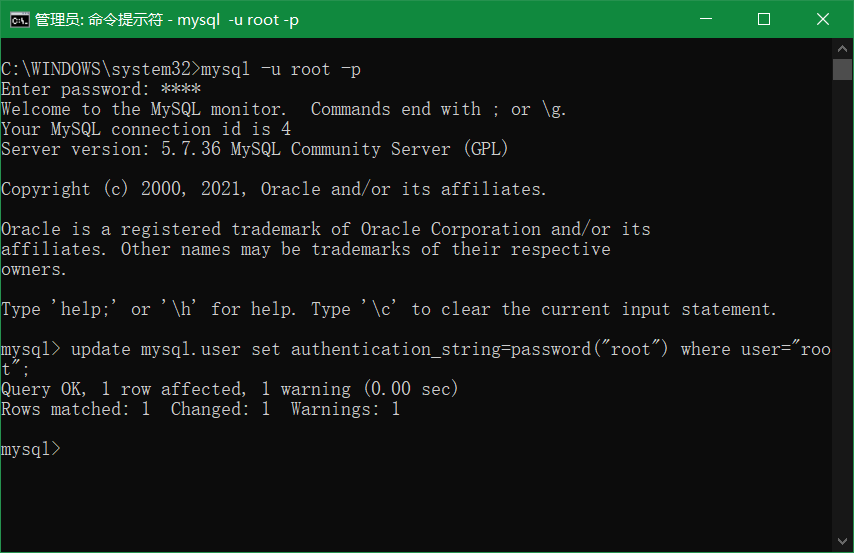 管理员: 命令提示符 - mysql  -u root -p
C:\WINDOWS\system32>mysql -u root -p
Enter password: ****
Welcome to the MySQL monitor.  Commands end with ; or \g.
Your MySQL connection id is 4
Server version: 5.7.36 MySQL Community Server (GPL)
Copyright (c) 2000, 2021, Oracle and/or its affiliates.
Oracle is a registered trademark of Oracle Corporation and/or its
affiliates. Other names may be trademarks of their respective
owners.
Type 'help;' or '\h' for help. Type '\c' to clear the current input statement.
mysql> update mysql.user set authentication_string=password("root") where user="roo
t";
Query OK, 1 row affected, 1 warning (0.00 sec)
Rows matched: 1  Changed: 1  Warnings: 1
mysql>